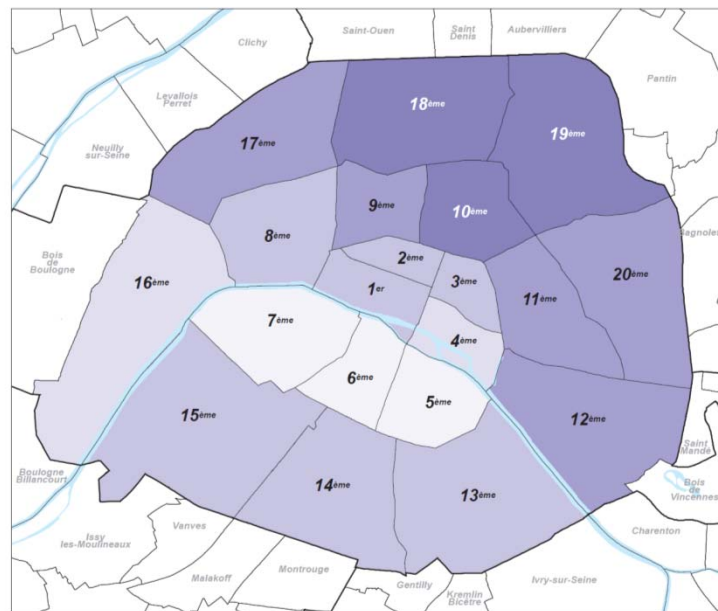 Clichy
Saint-Ouen
Saint
Denis
Aubervilliers
Pantin
Levallois
Perret
Neuilly
sur-Seine
18ème
19ème
17ème
9ème
10ème
8ème
2ème
3ème
1er
11ème
20ème
Bagnolet
Bois
de
Boulogne
16ème
7ème
4ème
6ème
5ème
15ème
12ème
14ème
13ème
Saint
Mandé
Bois
de
Vincennes
Boulogne
Billancourt
Issy
les-Moulineaux
Vanves
Malakoff
Montrouge
Gentilly
Kremlin
Bicêtre
Ivry-sur-Seine
Charenton